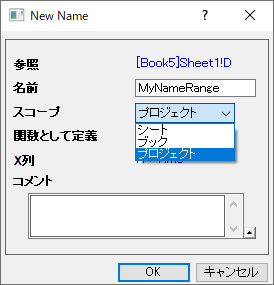 New Name
?
参照
[Book5]Sheet1!D
名前
MyNameRange
スコープ
プロジェクト
シート
ブック
プロジェクト
関数として定義
X列
コメント
OK
キャンセル